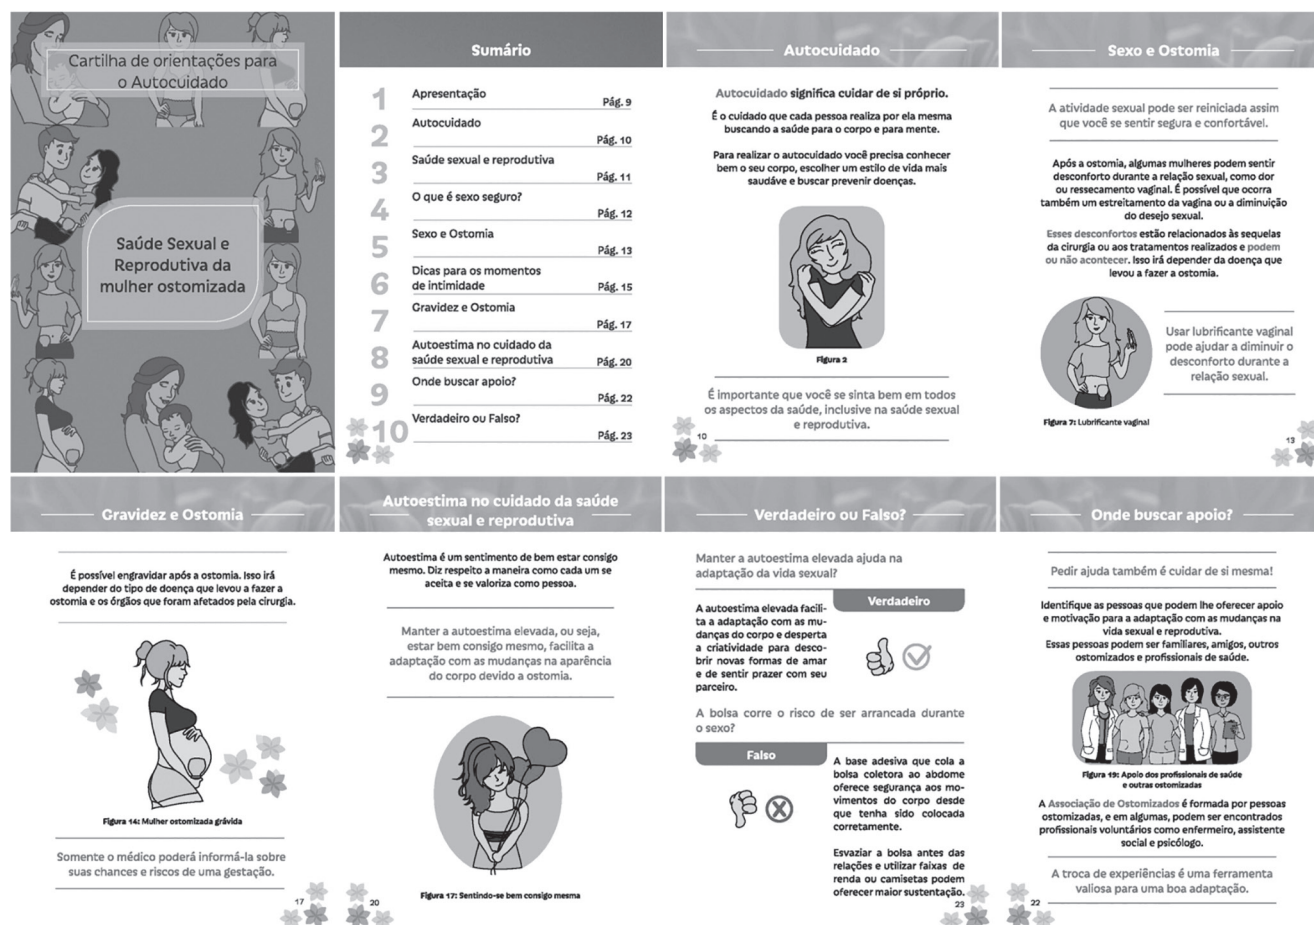 Cartilha de orientações para
o Autocuidado
Saúde Sexual e
Reprodutiva da
mulher ostomizada
Sumário
1 Apresentação Pág. 9
2 Autocuidado Pág. 10
3 Saúde sexual e reprodutiva Pág. 11
4 O que é sexo seguro? Pág. 12
5 Sexo e Ostomia Pág. 13
6 Dicas para os momentos
de intimidade Pág. 15
7 Gravidez e Ostomia Pág. 17
8 Autoestima no cuidado da
saúde sexual e reprodutiva Pág. 20
9 Onde buscar apoio? Pág. 22
10 Verdadeiro ou Falso? Pág. 23
Autocuidado
Autocuidado significa cuidar de si próprio.
É o cuidado que cada pessoa realiza por ela mesma
buscando a saúde para o corpo e para mente.
Para realizar o autocuidado você precisa conhecer
bem o seu corpo, escolher um estilo de vida mais
saudáve e buscar prevenir doenças.
Figura 2
É importante que você se sinta bem em todos
os aspectos da saúde, inclusive na saúde sexual
e reprodutiva.
10
Sexo e Ostomia
A atividade sexual pode ser reiniciada assim
que você se sentir segura e confortável.
Após a ostomia, algumas mulheres podem sentir
desconforto durante a relação sexual, como dor
ou ressecamento vaginal. É possível que ocorra
também um estreitamento da vagina ou a diminuição
do desejo sexual.
Esses desconfortos estão relacionados às sequelas
da cirurgia ou aos tratamentos realizados e podem
ou não acontecer. Isso irá depender da doença que
levou a fazer a ostomia.
Usar lubrificante vaginal
pode ajudar a diminuir o
desconforto durante a
relação sexual.
Figura 7: Lubrificante vaginal
13
Gravidez e Ostomia
É possível engravidar após a ostomia. Isso irá
depender do tipo de doença que levou a fazer a
ostomia e os órgãos que foram afetados pela cirurgia.
Figura 14: Mulher ostomizada grávida
Somente o médico poderá informá-la sobre
suas chances e riscos de uma gestação.
17
Autoestima no cuidado da saúde
sexual e reprodutiva
Autoestima é um sentimento de bem estar consigo
mesmo. Diz respeito a maneira como cada um se
aceita e se valoriza como pessoa.
Manter a autoestima elevada, ou seja,
estar bem consigo mesmo, facilita a
adaptação com as mudanças na aparência
do corpo devido a ostomia.
Figura 17: Sentindo-se bem consigo mesma
20
Verdadeiro ou Falso?
Manter a autoestima elevada ajuda na
adaptação da vida sexual?
Verdadeiro
A autoestima elevada facili-
ta a adaptação com as mu-
danças do corpo e desperta
a criatividade para desco-
brir novas formas de amar
e de sentir prazer com seu
parceiro.
A bolsa corre o risco de ser arrancada durante
o sexo?
Falso
A base adesiva que cola a
bolsa coletora ao abdome
oferece segurança aos mo-
vimentos do corpo desde
que tenha sido colocada
corretamente.
Esvaziar a bolsa antes das
relações e utilizar faixas de
renda ou camisetas podem
oferecer maior sustentação.
23
Onde buscar apoio?
Pedir ajuda também é cuidar de si mesma!
Identifique as pessoas que podem lhe oferecer apoio
e motivação para a adaptação com as mudanças na
vida sexual e reprodutiva.
Essas pessoas podem ser familiares, amigos, outros
ostomizados e profissionais de saúde.
Figura 19: Apoio dos profissionais de saúde
e outras ostomizadas
A Associação de Ostomizados é formada por pessoas
ostomizadas, e em algumas, podem ser encontrados
profissionais voluntários como enfermeiro, assistente
social e psicólogo.
A troca de experiências é uma ferramenta
valiosa para uma boa adaptação.
22